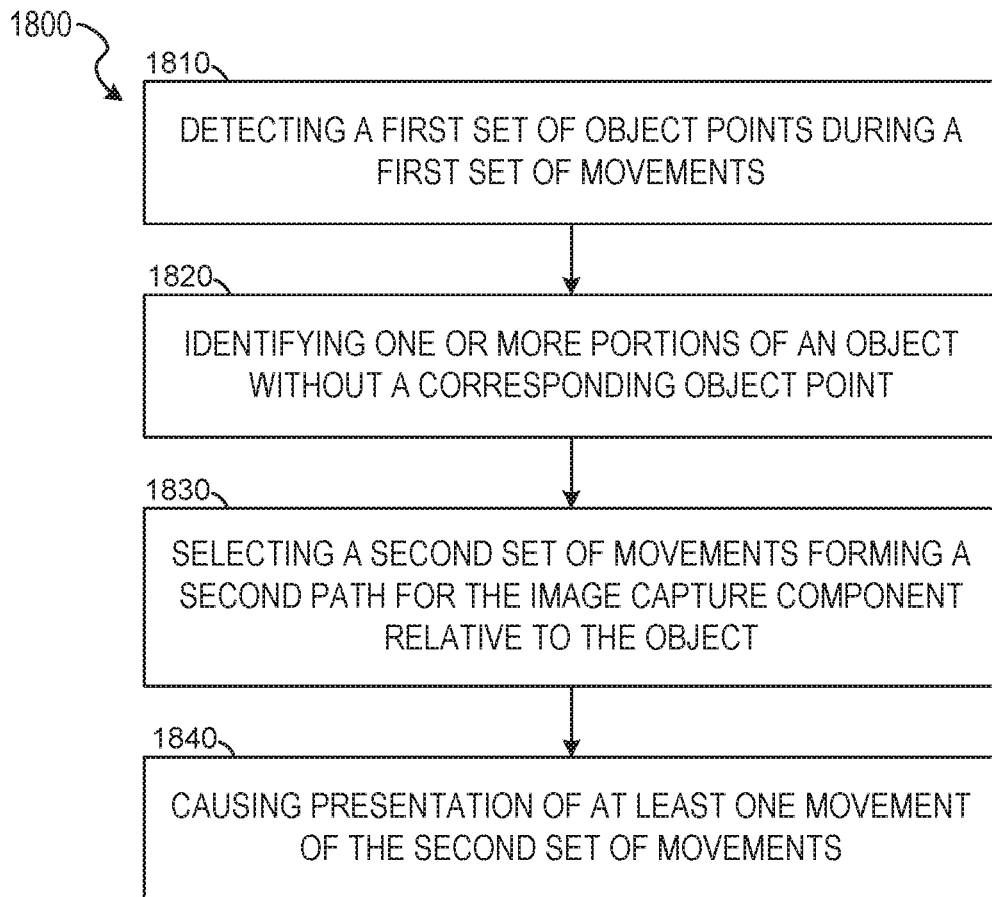 1800
1810
DETECTING A FIRST SET OF OBJECT POINTS DURING A
FIRST SET OF MOVEMENTS
1820
IDENTIFYING ONE OR MORE PORTIONS OF AN OBJECT
WITHOUT A CORRESPONDING OBJECT POINT
1830
SELECTING A SECOND SET OF MOVEMENTS FORMING A
SECOND PATH FOR THE IMAGE CAPTURE COMPONENT
RELATIVE TO THE OBJECT
1840
CAUSING PRESENTATION OF AT LEAST ONE MOVEMENT
OF THE SECOND SET OF MOVEMENTS